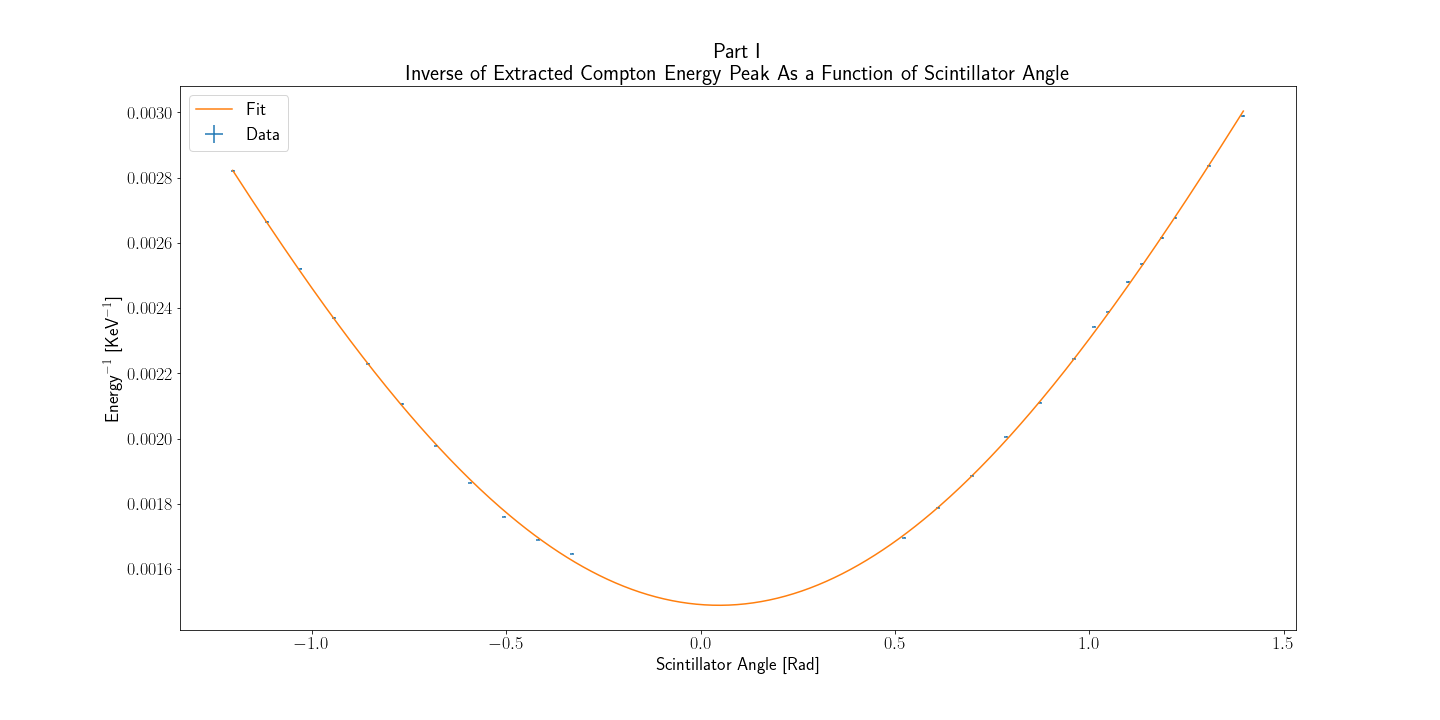 Part I
Inverse of Extracted Compton Energy Peak As a Function of Scintillator Angle
Fit
Data
0.0030
0.0028
0.0026
0.0024
0.0022
0.0020
0.0018
0.0016
Energy⁻¹ [KeV⁻¹]
−1.0 −0.5 0.0 0.5 1.0 1.5
Scintillator Angle [Rad]